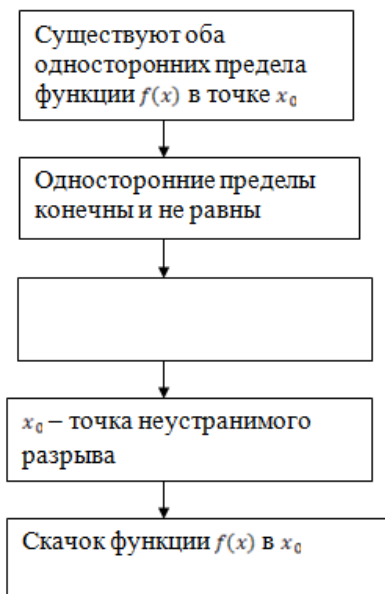 Существуют оба
односторонних предела
функции f(x) в точке x₀
Односторонние пределы
конечны и не равны
x₀ – точка неустранимого
разрыва
Скачок функции f(x) в x₀